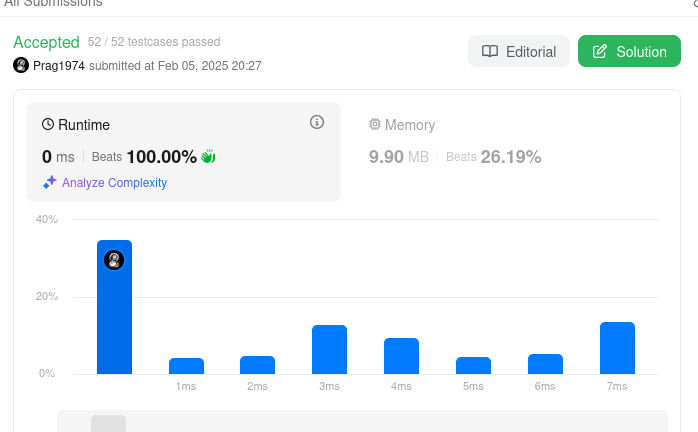 All Submissions
Accepted 52 / 52 testcases passed
Prag1974 submitted at Feb 05, 2025 20:27
Editorial
Solution
Runtime
0 ms Beats 100.00%
Analyze Complexity
Memory
9.90 MB Beats 26.19%
40%
20%
0%
1ms 2ms 3ms 4ms 5ms 6ms 7ms